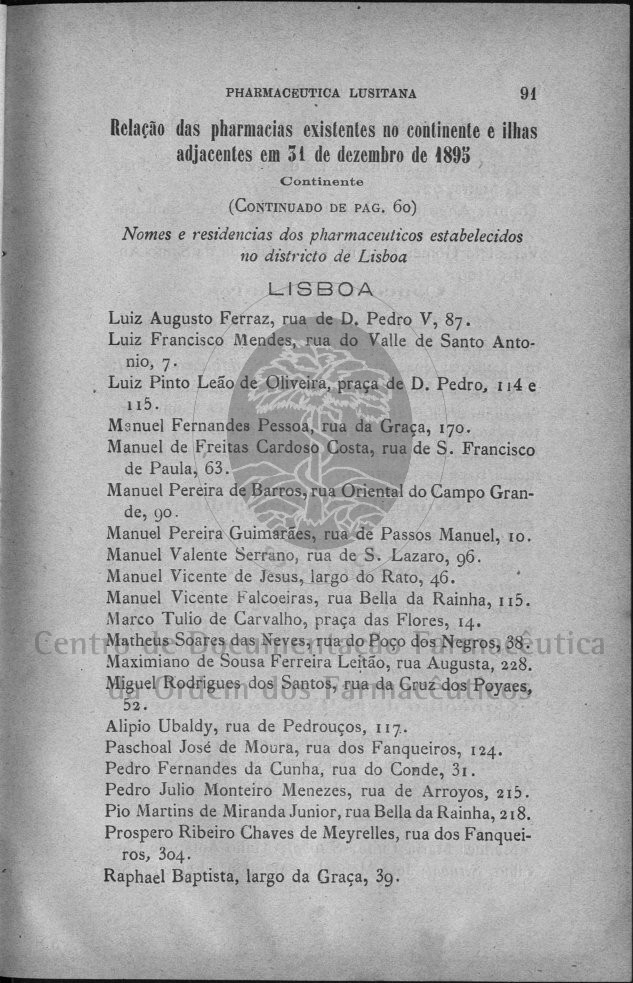 PHARMACEUTICA LUSITANA 91
Relação das pharmacias existentes no continente e ilhas
adjacentes em 31 de dezembro de 1895
Continente
(CONTINUADO DE PAG. 60)
Nomes e residencias dos pharmaceuticos estabelecidos
no districto de Lisboa
LISBOA
Luiz Augusto Ferraz, rua de D. Pedro V, 87.
Luiz Francisco Mendes, rua do Valle de Santo Anto-
nio, 7.
Luiz Pinto Leão de Oliveira, praça de D. Pedro, 114 e
115.
Manuel Fernandes Pessoa, rua da Graça, 170.
Manuel de Freitas Cardoso Costa, rua de S. Francisco
de Paula, 63.
Manuel Pereira de Barros, rua Oriental do Campo Gran-
de, 90.
Manuel Pereira Guimarães, rua de Passos Manuel, 10.
Manuel Valente Serrano, rua de S. Lazaro, 96.
Manuel Vicente de Jesus, largo do Rato, 46.
Manuel Vicente Falcoeiras, rua Bella da Rainha, 115.
Marco Tulio de Carvalho, praça das Flores, 14.
Matheus Soares das Neves, rua do Poço dos Negros, 38.
Centro de Documentação Farmacêutica
Maximiano de Sousa Ferreira Leitão, rua Augusta, 228.
Miguel Rodrigues dos Santos, rua da Cruz dos Poyaes,
da Ordem dos Farmacêuticos
52.
Alipio Ubaldy, rua de Pedrouços, 117.
Paschoal José de Moura, rua dos Fanqueiros, 124.
Pedro Fernandes da Cunha, rua do Conde, 31.
Pedro Julio Monteiro Menezes, rua de Arroyos, 215.
Pio Martins de Miranda Junior, rua Bella da Rainha, 218.
Prospero Ribeiro Chaves de Meyrelles, rua dos Fanquei-
ros, 304.
Raphael Baptista, largo da Graça, 39.